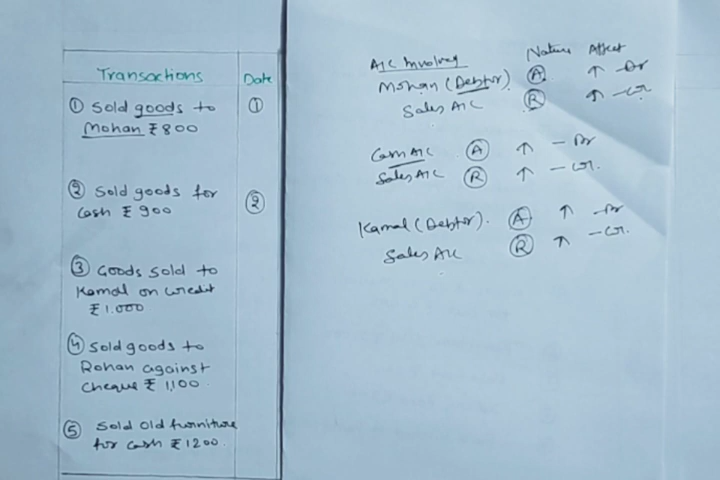 Transactions Date
① Sold goods to ①
Mohan ₹800
② Sold goods for ②
Cash ₹900
③ Goods sold to
Kamal on credit
₹1,000
④ Sold goods to
Rohan against
Cheque ₹1,100.
⑤ Sold Old furniture
for cash ₹1200.
A/C Involved Nature Affect
Mohan (Debtor) Ⓐ ↑ - Dr
Sales A/C Ⓡ ↑ - Cr.
Cash A/C Ⓐ ↑ - Dr
Sales A/C Ⓡ ↑ - Cr.
Kamal (Debtor). Ⓐ ↑ - Dr
Sales A/C Ⓡ ↑ - Cr.